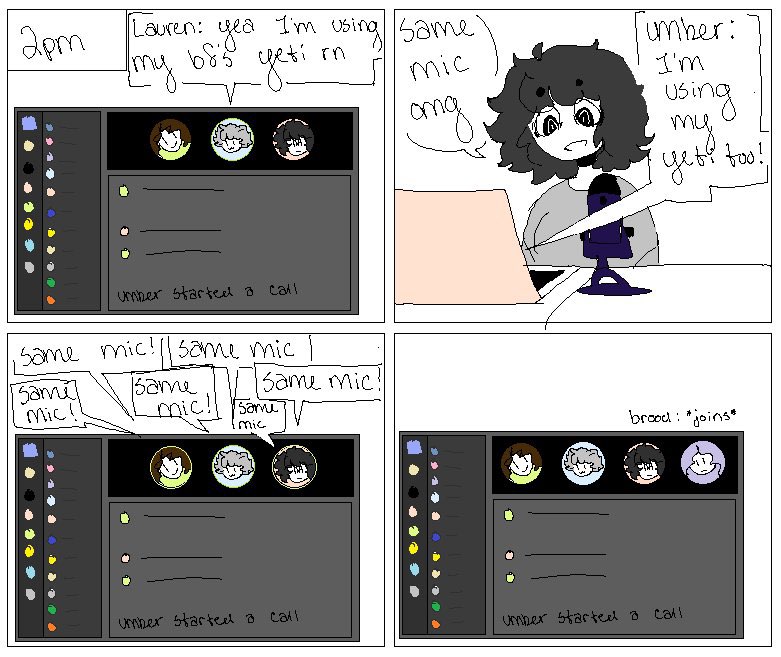 2pm
Lauren: yea I'm using
my bf's yeti rn
umber started a call
same
mic
omg
umber:
I'm
using
my
yeti too!
same mic!
same mic
same
mic!
same
mic!
same mic!
same
mic
umber started a call
brood: *joins*
umber started a call